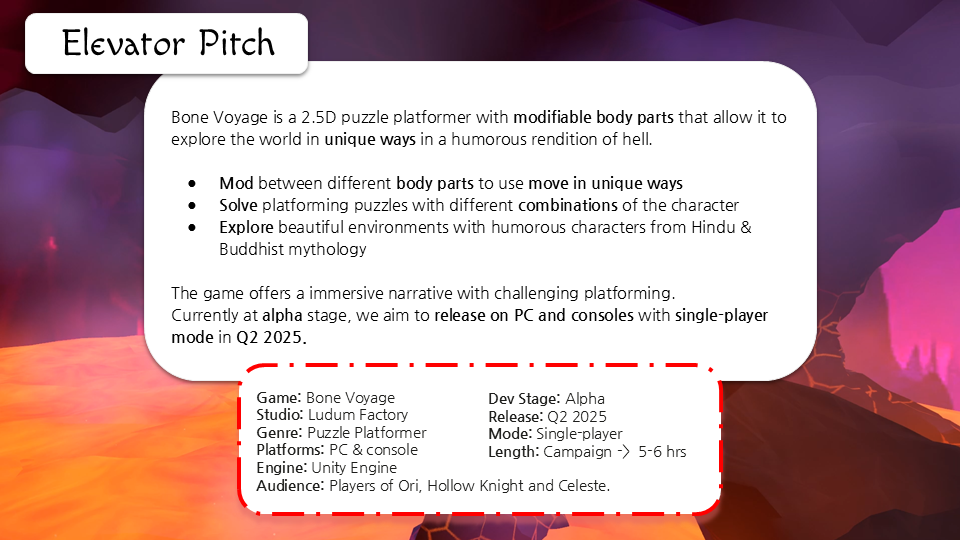 Elevator Pitch
Bone Voyage is a 2.5D puzzle platformer with modifiable body parts that allow it to
explore the world in unique ways in a humorous rendition of hell.
● Mod between different body parts to use move in unique ways
● Solve platforming puzzles with different combinations of the character
● Explore beautiful environments with humorous characters from Hindu &
Buddhist mythology
The game offers a immersive narrative with challenging platforming.
Currently at alpha stage, we aim to release on PC and consoles with single-player
mode in Q2 2025.
Game: Bone Voyage
Studio: Ludum Factory
Genre: Puzzle Platformer
Platforms: PC & console
Engine: Unity Engine
Audience: Players of Ori, Hollow Knight and Celeste.
Dev Stage: Alpha
Release: Q2 2025
Mode: Single-player
Length: Campaign -> 5-6 hrs